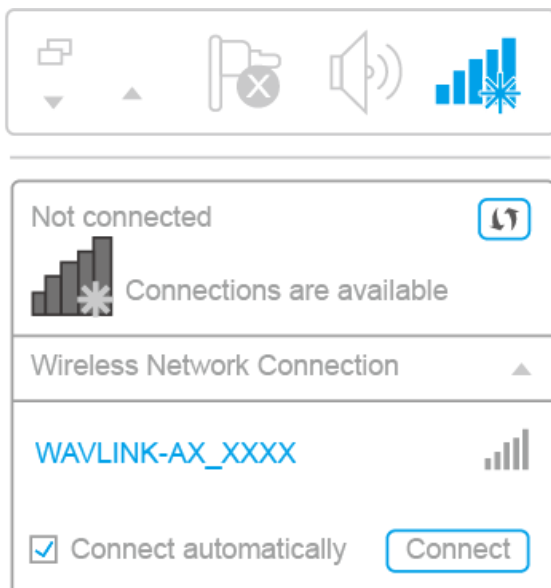 Not connected
Connections are available
Wireless Network Connection
WAVLINK-AX_XXXX
Connect automatically
Connect